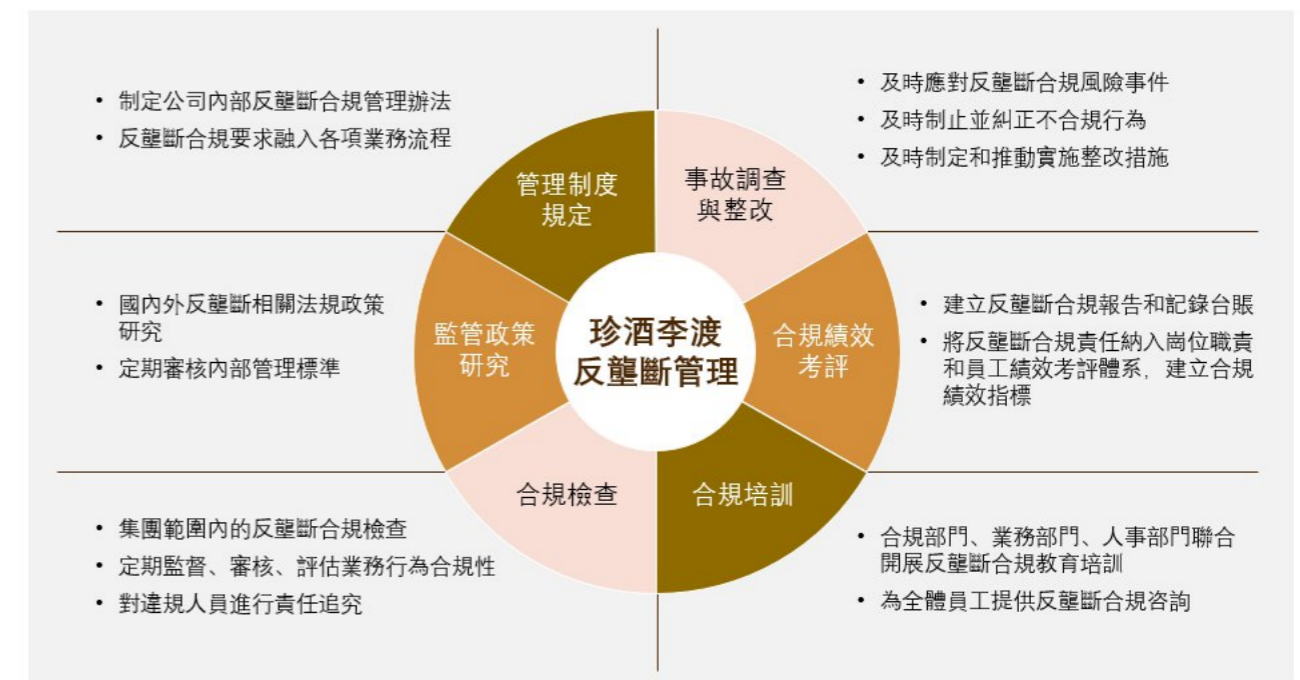 • 制定公司內部反壟斷合規管理辦法
• 反壟斷合規要求融入各項業務流程
管理制度
規定
事故調查
與整改
• 及時應對反壟斷合規風險事件
• 及時制止並糾正不合規行為
• 及時制定和推動實施整改措施
• 國內外反壟斷相關法規政策
研究
• 定期審核內部管理標準
監管政策
研究
珍酒李渡
反壟斷管理
合規績效
考評
• 建立反壟斷合規報告和記錄台賬
• 將反壟斷合規責任納入崗位職責
和員工績效考評體系，建立合規
績效指標
• 集團範圍內的反壟斷合規檢查
• 定期監督、審核、評估業務行為合規性
• 對違規人員進行責任追究
合規檢查
合規培訓
• 合規部門、業務部門、人事部門聯合
開展反壟斷合規教育培訓
• 為全體員工提供反壟斷合規咨詢